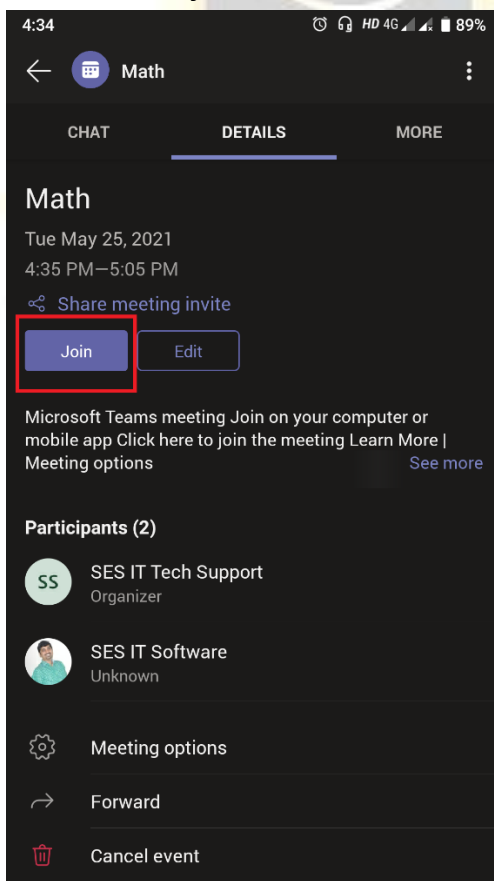 4:34
HD 4G 89%
Math
CHAT DETAILS MORE
Math
Tue May 25, 2021
4:35 PM—5:05 PM
Share meeting invite
Join Edit
Microsoft Teams meeting Join on your computer or
mobile app Click here to join the meeting Learn More |
Meeting options See more
Participants (2)
SS SES IT Tech Support
Organizer
SES IT Software
Unknown
Meeting options
Forward
Cancel event